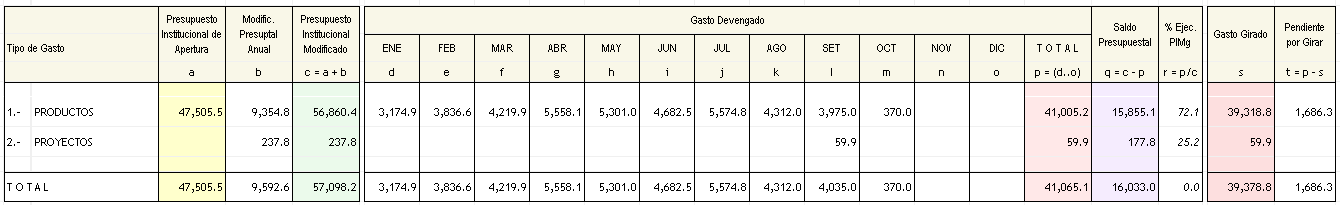 Tipo de Gasto Presupuesto Institucional de Apertura Modific. Presuptal Anual Presupuesto Institucional Modificado Gasto Devengado Saldo Presupuestal % Ejec. PIMg Gasto Girado Pendiente por Girar
ENE FEB MAR ABR MAY JUN JUL AGO SET OCT NOV DIC T O T A L
a b c = a + b d e f g h i j k l m n o p = (d..o) q = c - p r = p/c s t = p - s
1.- PRODUCTOS 47,505.5 9,354.8 56,860.4 3,174.9 3,836.6 4,219.9 5,558.1 5,301.0 4,682.5 5,574.8 4,312.0 3,975.0 370.0 41,005.2 15,855.1 72.1 39,318.8 1,686.3
2.- PROYECTOS 237.8 237.8 59.9 59.9 177.8 25.2 59.9
T O T A L 47,505.5 9,592.6 57,098.2 3,174.9 3,836.6 4,219.9 5,558.1 5,301.0 4,682.5 5,574.8 4,312.0 4,035.0 370.0 41,065.1 16,033.0 0.0 39,378.8 1,686.3